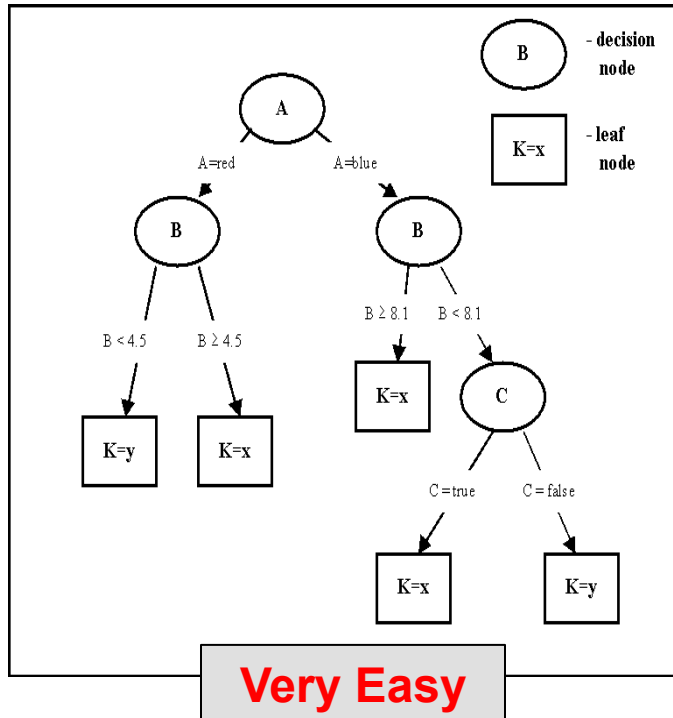 B
- decision
node
A
K=x
- leaf
node
A=red
A=blue
B
B
B ≥ 8.1
B < 8.1
B < 4.5
B ≥ 4.5
K=x
C
K=y
K=x
C = true
C = false
K=x
K=y
Very Easy